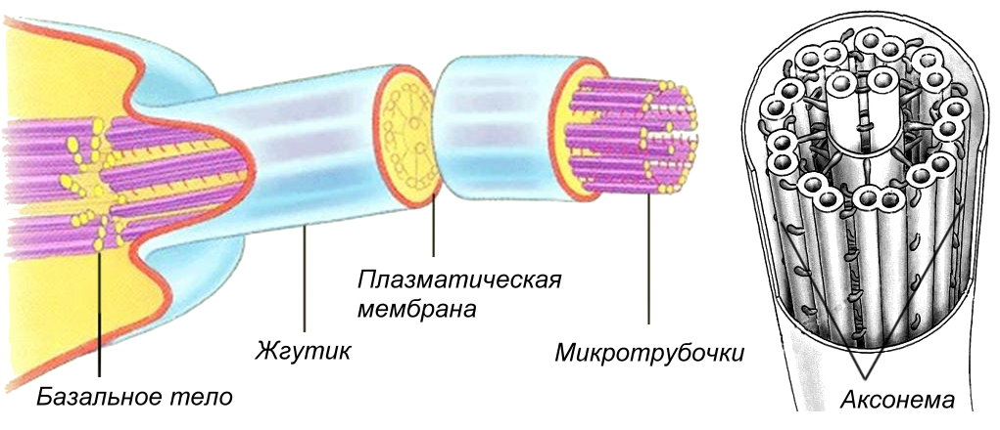 Плазматическая
мембрана
Жгутик
Микротрубочки
Базальное тело
Аксонема